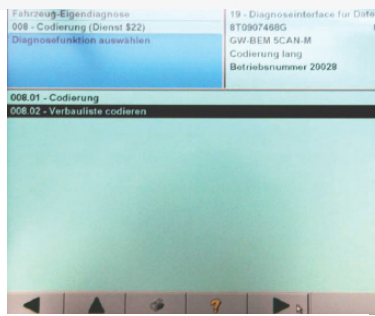 Fahrzeug-Eigendiagnose
008 - Codierung (Dienst $22)
Diagnosefunktion auswählen
19 - Diagnoseinterface für Date
8T0907468G
GW-BEM 5CAN-M
Codierung lang
Betriebsnummer 20028
008.01 - Codierung
008.02 - Verbauliste codieren